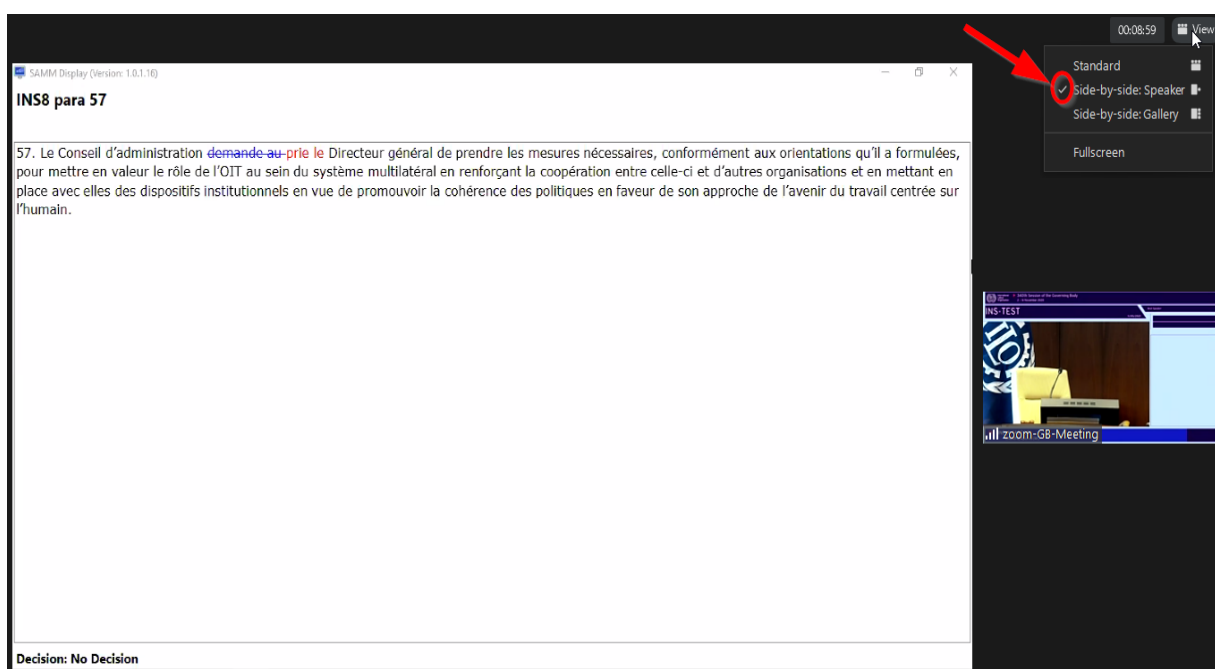 00:08:59 View
Standard
Side-by-side: Speaker
Side-by-side: Gallery
Fullscreen
SAMM Display (Version: 1.0.1.16)
INS8 para 57
57. Le Conseil d'administration demande au prie le Directeur général de prendre les mesures nécessaires, conformément aux orientations qu'il a formulées,
pour mettre en valeur le rôle de l'OIT au sein du système multilatéral en renforçant la coopération entre celle-ci et d'autres organisations et en mettant en
place avec elles des dispositifs institutionnels en vue de promouvoir la cohérence des politiques en faveur de son approche de l'avenir du travail centrée sur
l'humain.
INS-TEST
zoom-GB-Meeting
Decision: No Decision